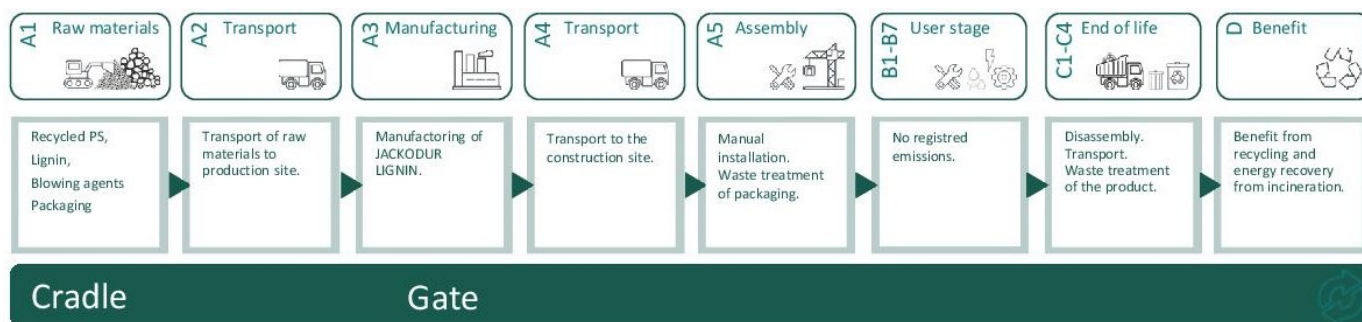 A1 Raw materials
A2 Transport
A3 Manufacturing
A4 Transport
A5 Assembly
B1-B7 User stage
C1-C4 End of life
D Benefit
Recycled PS,
Lignin,
Blowing agents
Packaging
Transport of raw
materials to
production site.
Manufactoring of
JACKODUR
LIGNIN.
Transport to the
construction site.
Manual
installation.
Waste treatment
of packaging.
No registred
emissions.
Disassembly.
Transport.
Waste treatment
of the product.
Benefit from
recycling and
energy recovery
from incineration.
Cradle
Gate